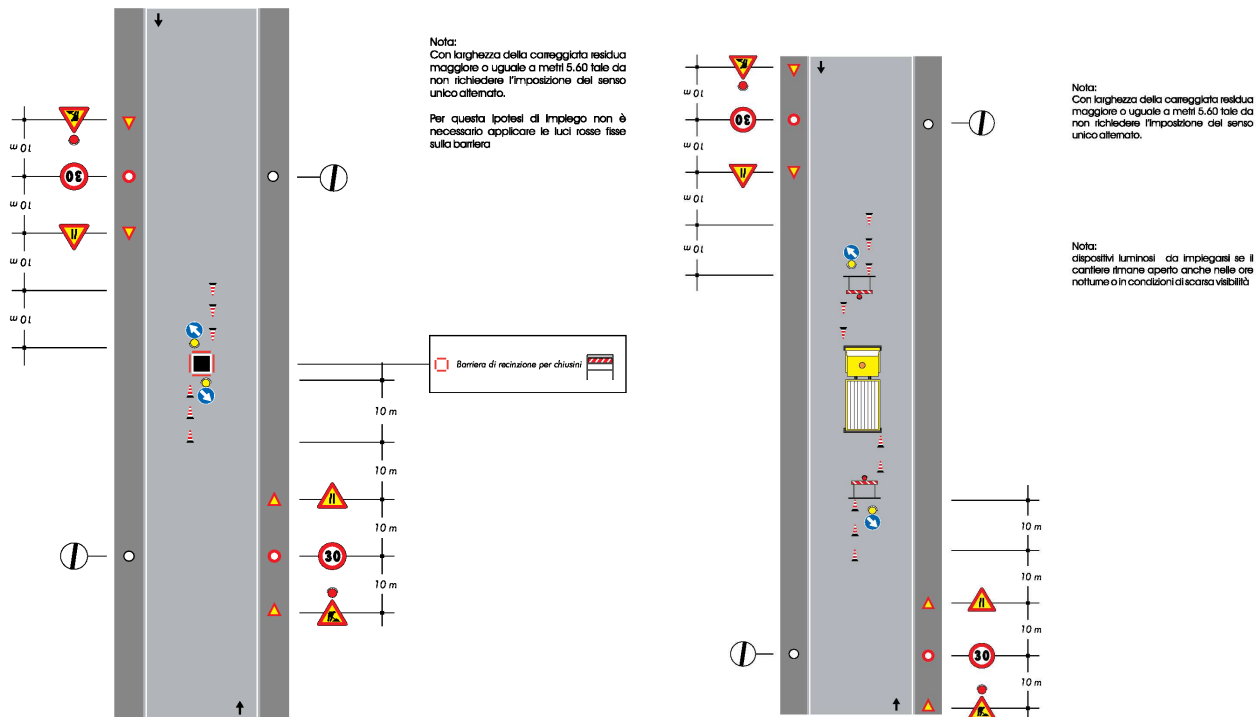 Nota:
Con larghezza della carreggiata residua
maggiore o uguale a metri 5.60 tale da
non richiedere l'imposizione del senso
unico alternato.
Per questa ipotesi di impiego non è
necessario applicare le luci rosse fisse
sulla barriera
10 m
30
10 m
10 m
10 m
Barriera di recinzione per chiusini
10 m
10 m
10 m
30
10 m
Nota:
Con larghezza della carreggiata residua
maggiore o uguale a metri 5.60 tale da
non richiedere l'imposizione del senso
unico alternato.
Nota:
dispositivi luminosi da impiegarsi se il
cantiere rimane aperto anche nelle ore
notturne o in condizioni di scarsa visibilità
10 m
30
10 m
10 m
10 m
10 m
10 m
10 m
30
10 m